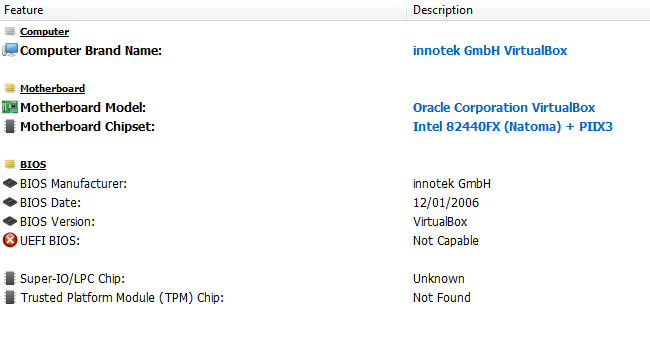 Feature Description
Computer
Computer Brand Name: innotek GmbH VirtualBox
Motherboard
Motherboard Model: Oracle Corporation VirtualBox
Motherboard Chipset: Intel 82440FX (Natoma) + PIIX3
BIOS
BIOS Manufacturer: innotek GmbH
BIOS Date: 12/01/2006
BIOS Version: VirtualBox
UEFI BIOS: Not Capable
Super-IO/LPC Chip: Unknown
Trusted Platform Module (TPM) Chip: Not Found